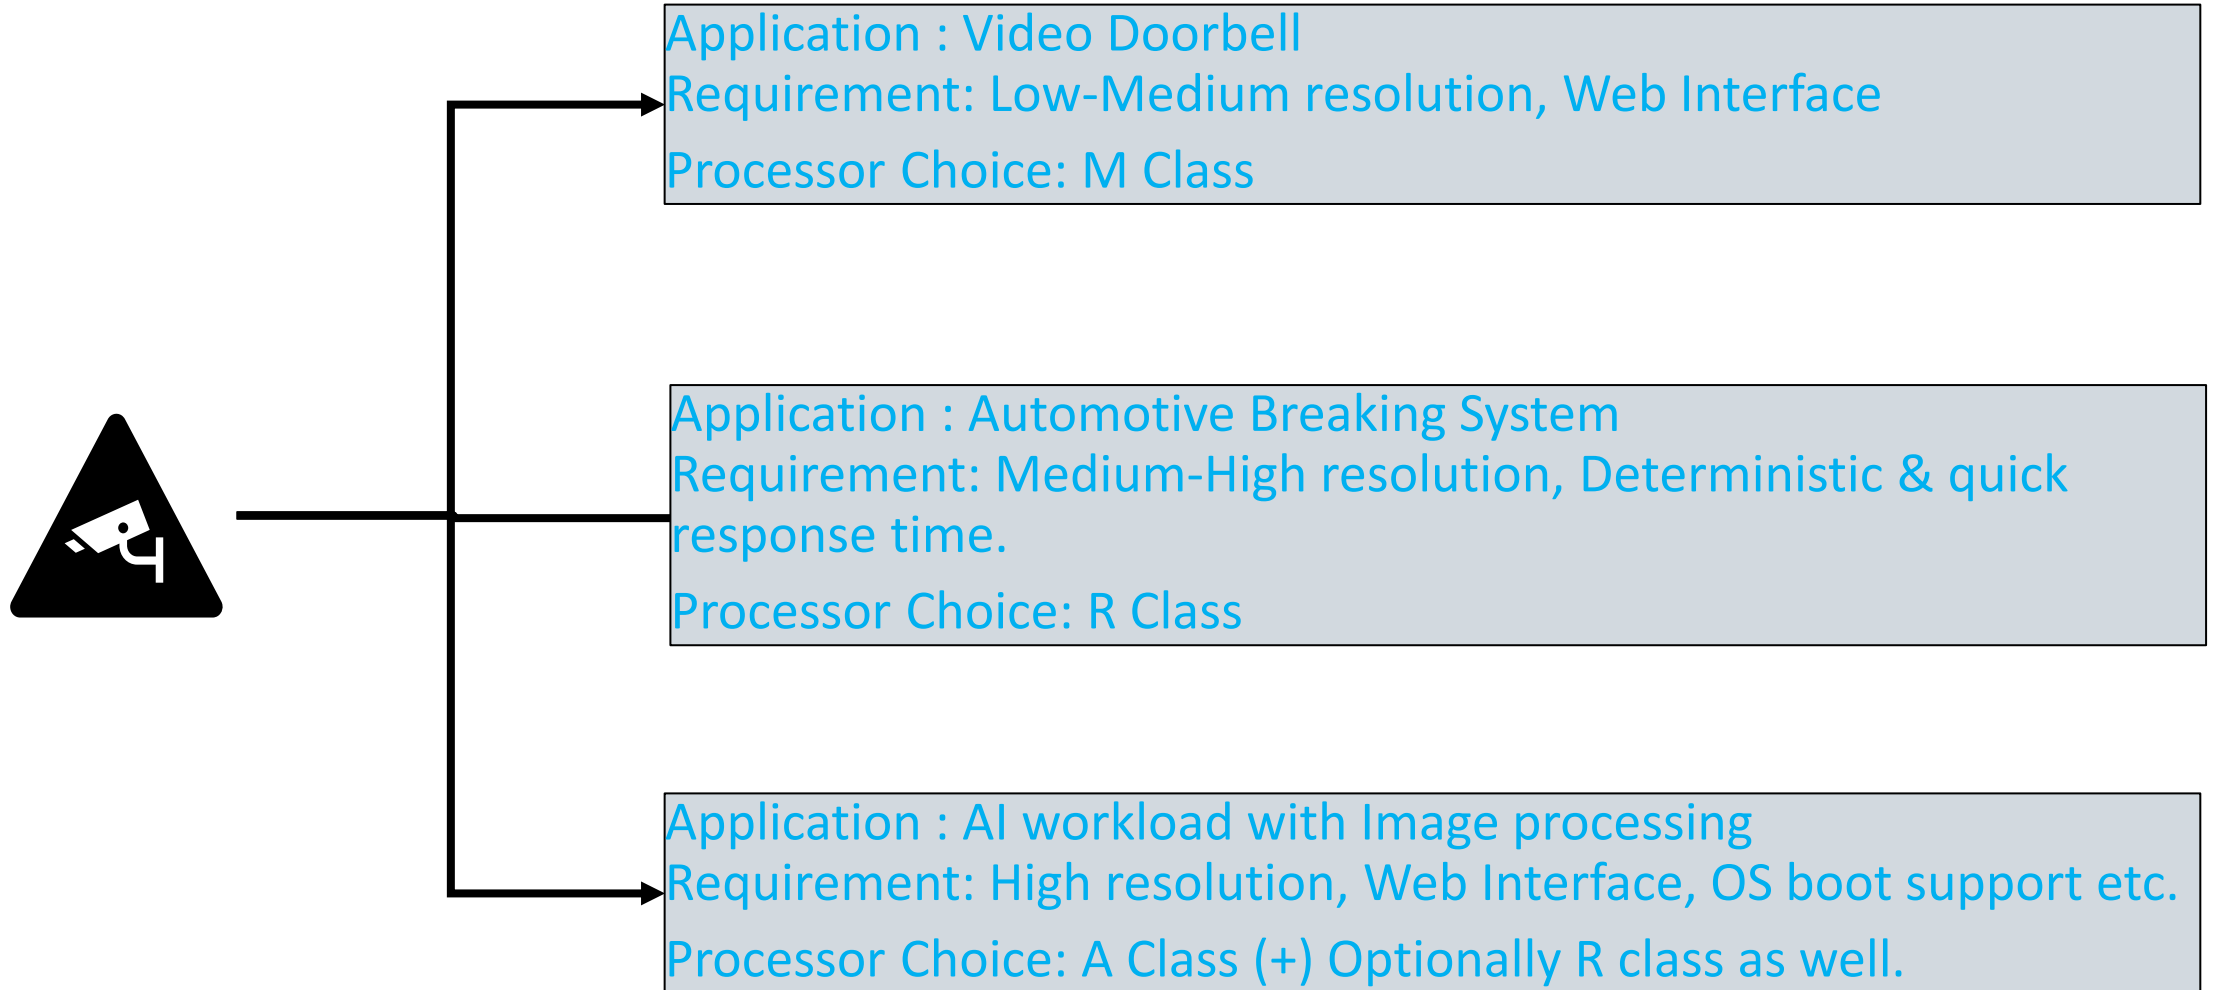 Application : Video Doorbell
Requirement: Low-Medium resolution, Web Interface
Processor Choice: M Class
Application : Automotive Breaking System
Requirement: Medium-High resolution, Deterministic & quick
response time.
Processor Choice: R Class
Application : AI workload with Image processing
Requirement: High resolution, Web Interface, OS boot support etc.
Processor Choice: A Class (+) Optionally R class as well.